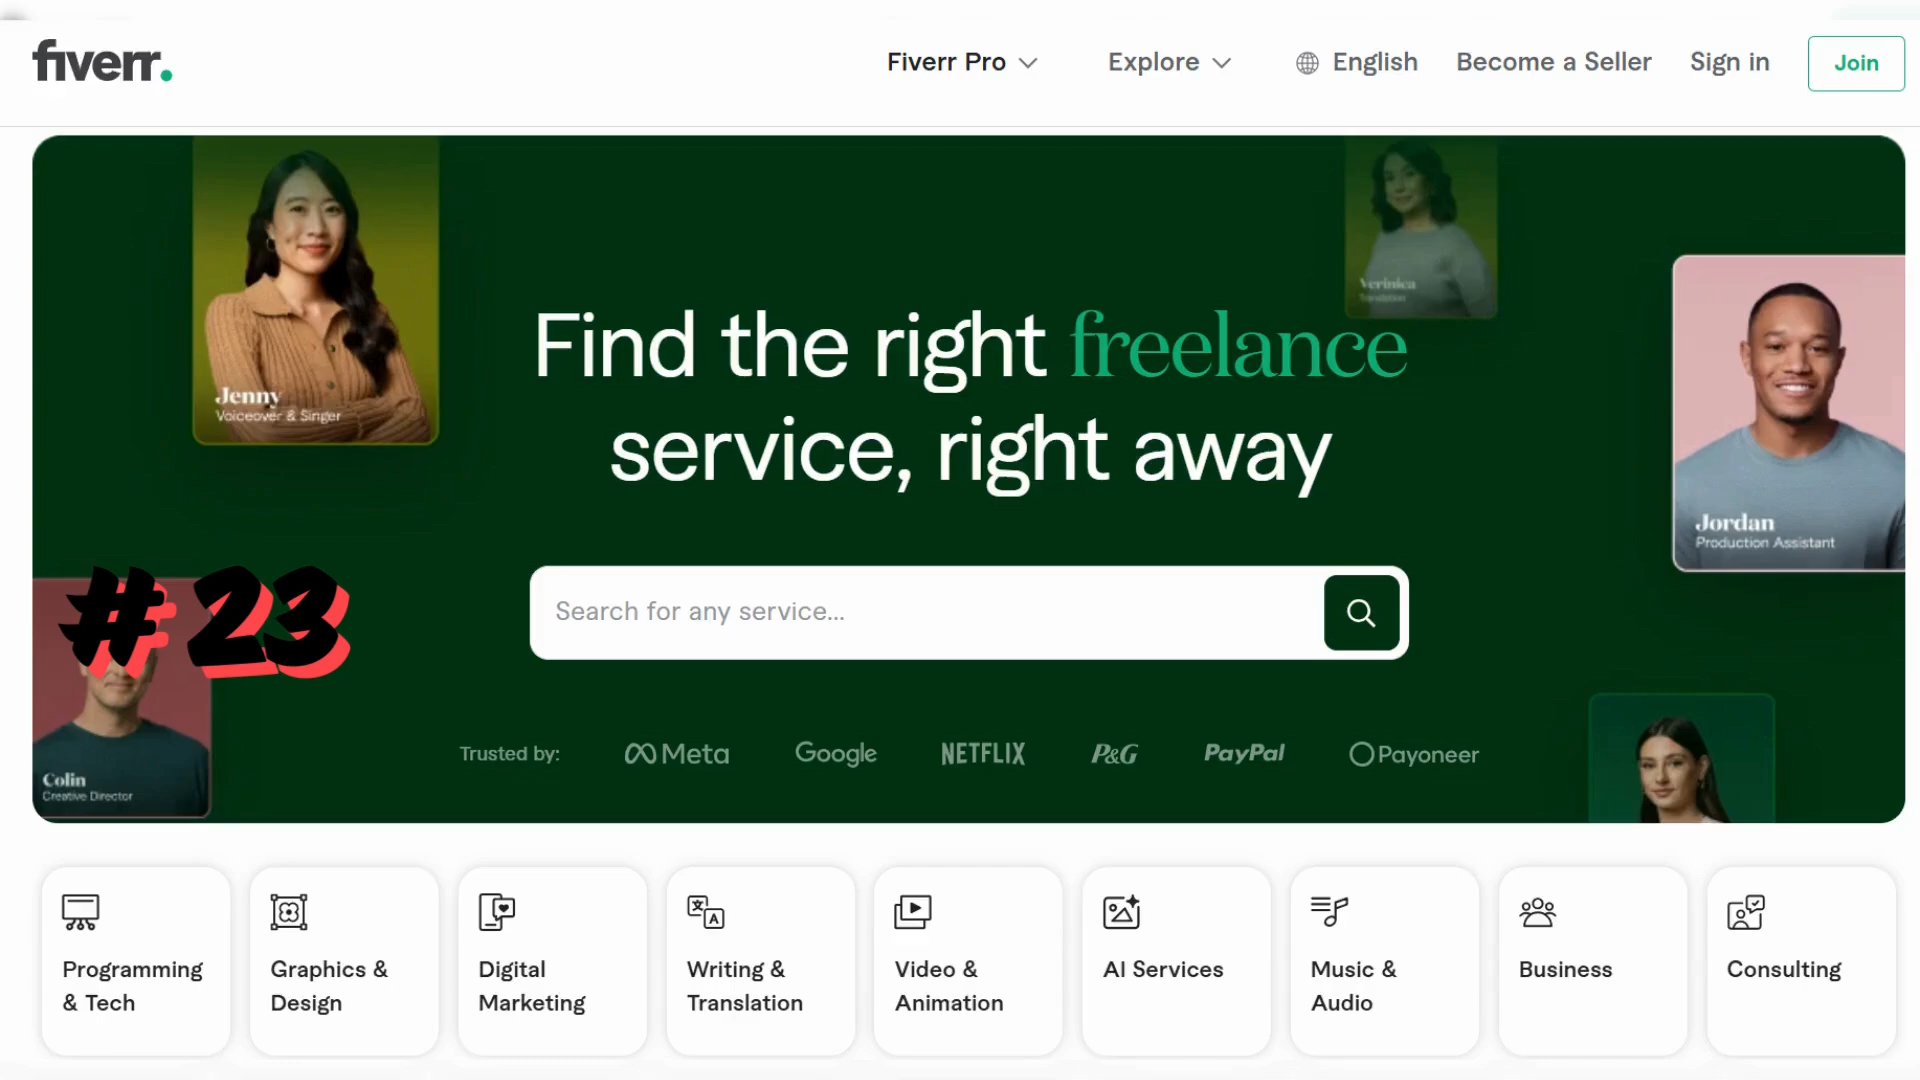 fiverr.
Fiverr Pro
Explore
English
Become a Seller
Sign in
Join
Jenny
Voiceover & Singer
Verinica
Translation
Find the right freelance
service, right away
Jordan
Production Assistant
# 23
Search for any service...
Colin
Creative Director
Trusted by:
Meta
Google
NETFLIX
P&G
PayPal
Payoneer
Programming
& Tech
Graphics &
Design
Digital
Marketing
Writing &
Translation
Video &
Animation
AI Services
Music &
Audio
Business
Consulting